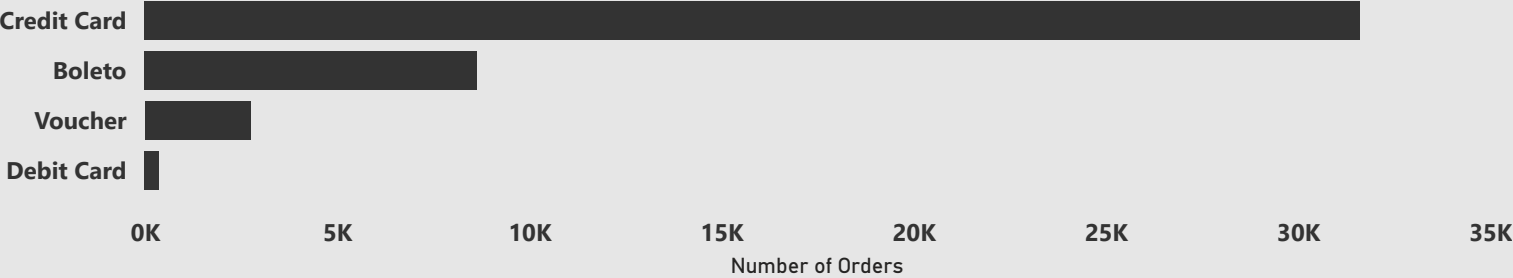 Credit Card
Boleto
Voucher
Debit Card
0K 5K 10K 15K 20K 25K 30K 35K
Number of Orders